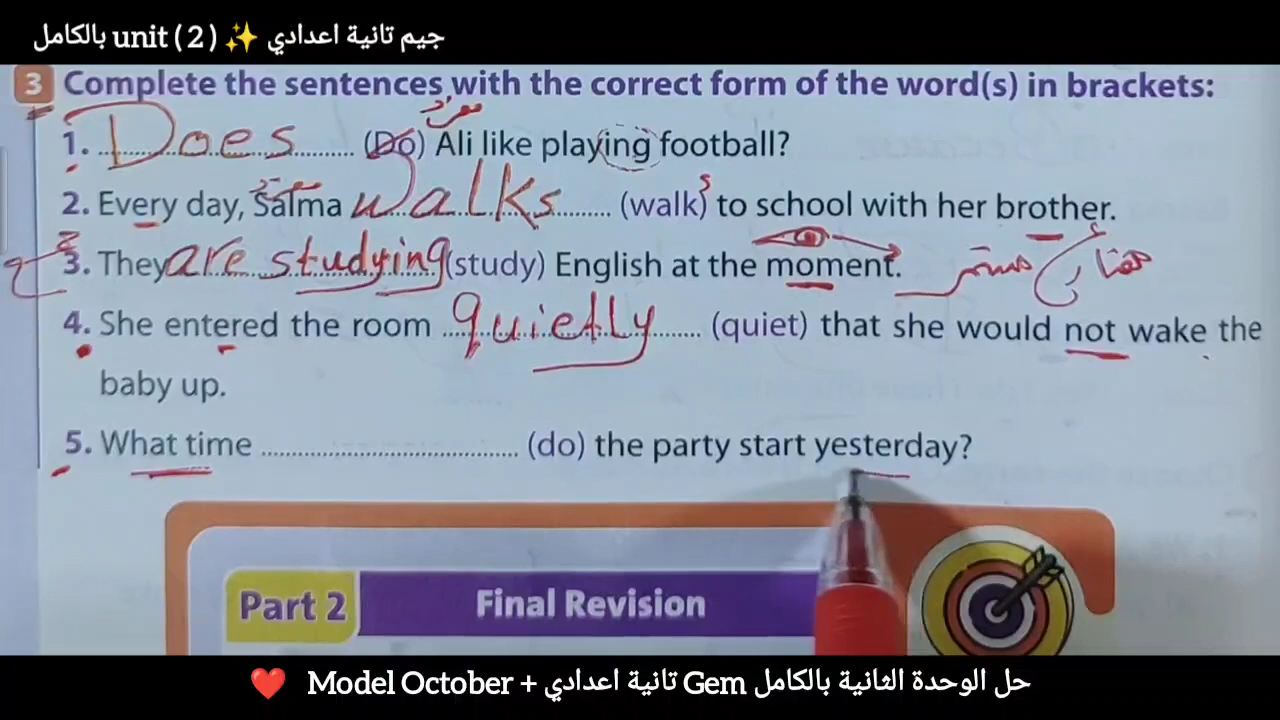 جيم تانية اعدادي ✨ unit ( 2 ) بالكامل
3 Complete the sentences with the correct form of the word(s) in brackets:
مفرد
1. Does (Do) Ali like playing football?
مفرد s
2. Every day, Salma walks (walk) to school with her brother.
3. They are studying (study) English at the moment. مضارع مستمر
4. She entered the room quietly (quiet) that she would not wake the
baby up.
5. What time ........ (do) the party start yesterday?
Part 2 Final Revision
حل الوحدة الثانية بالكامل Gem تانية اعدادي + Model October ❤️